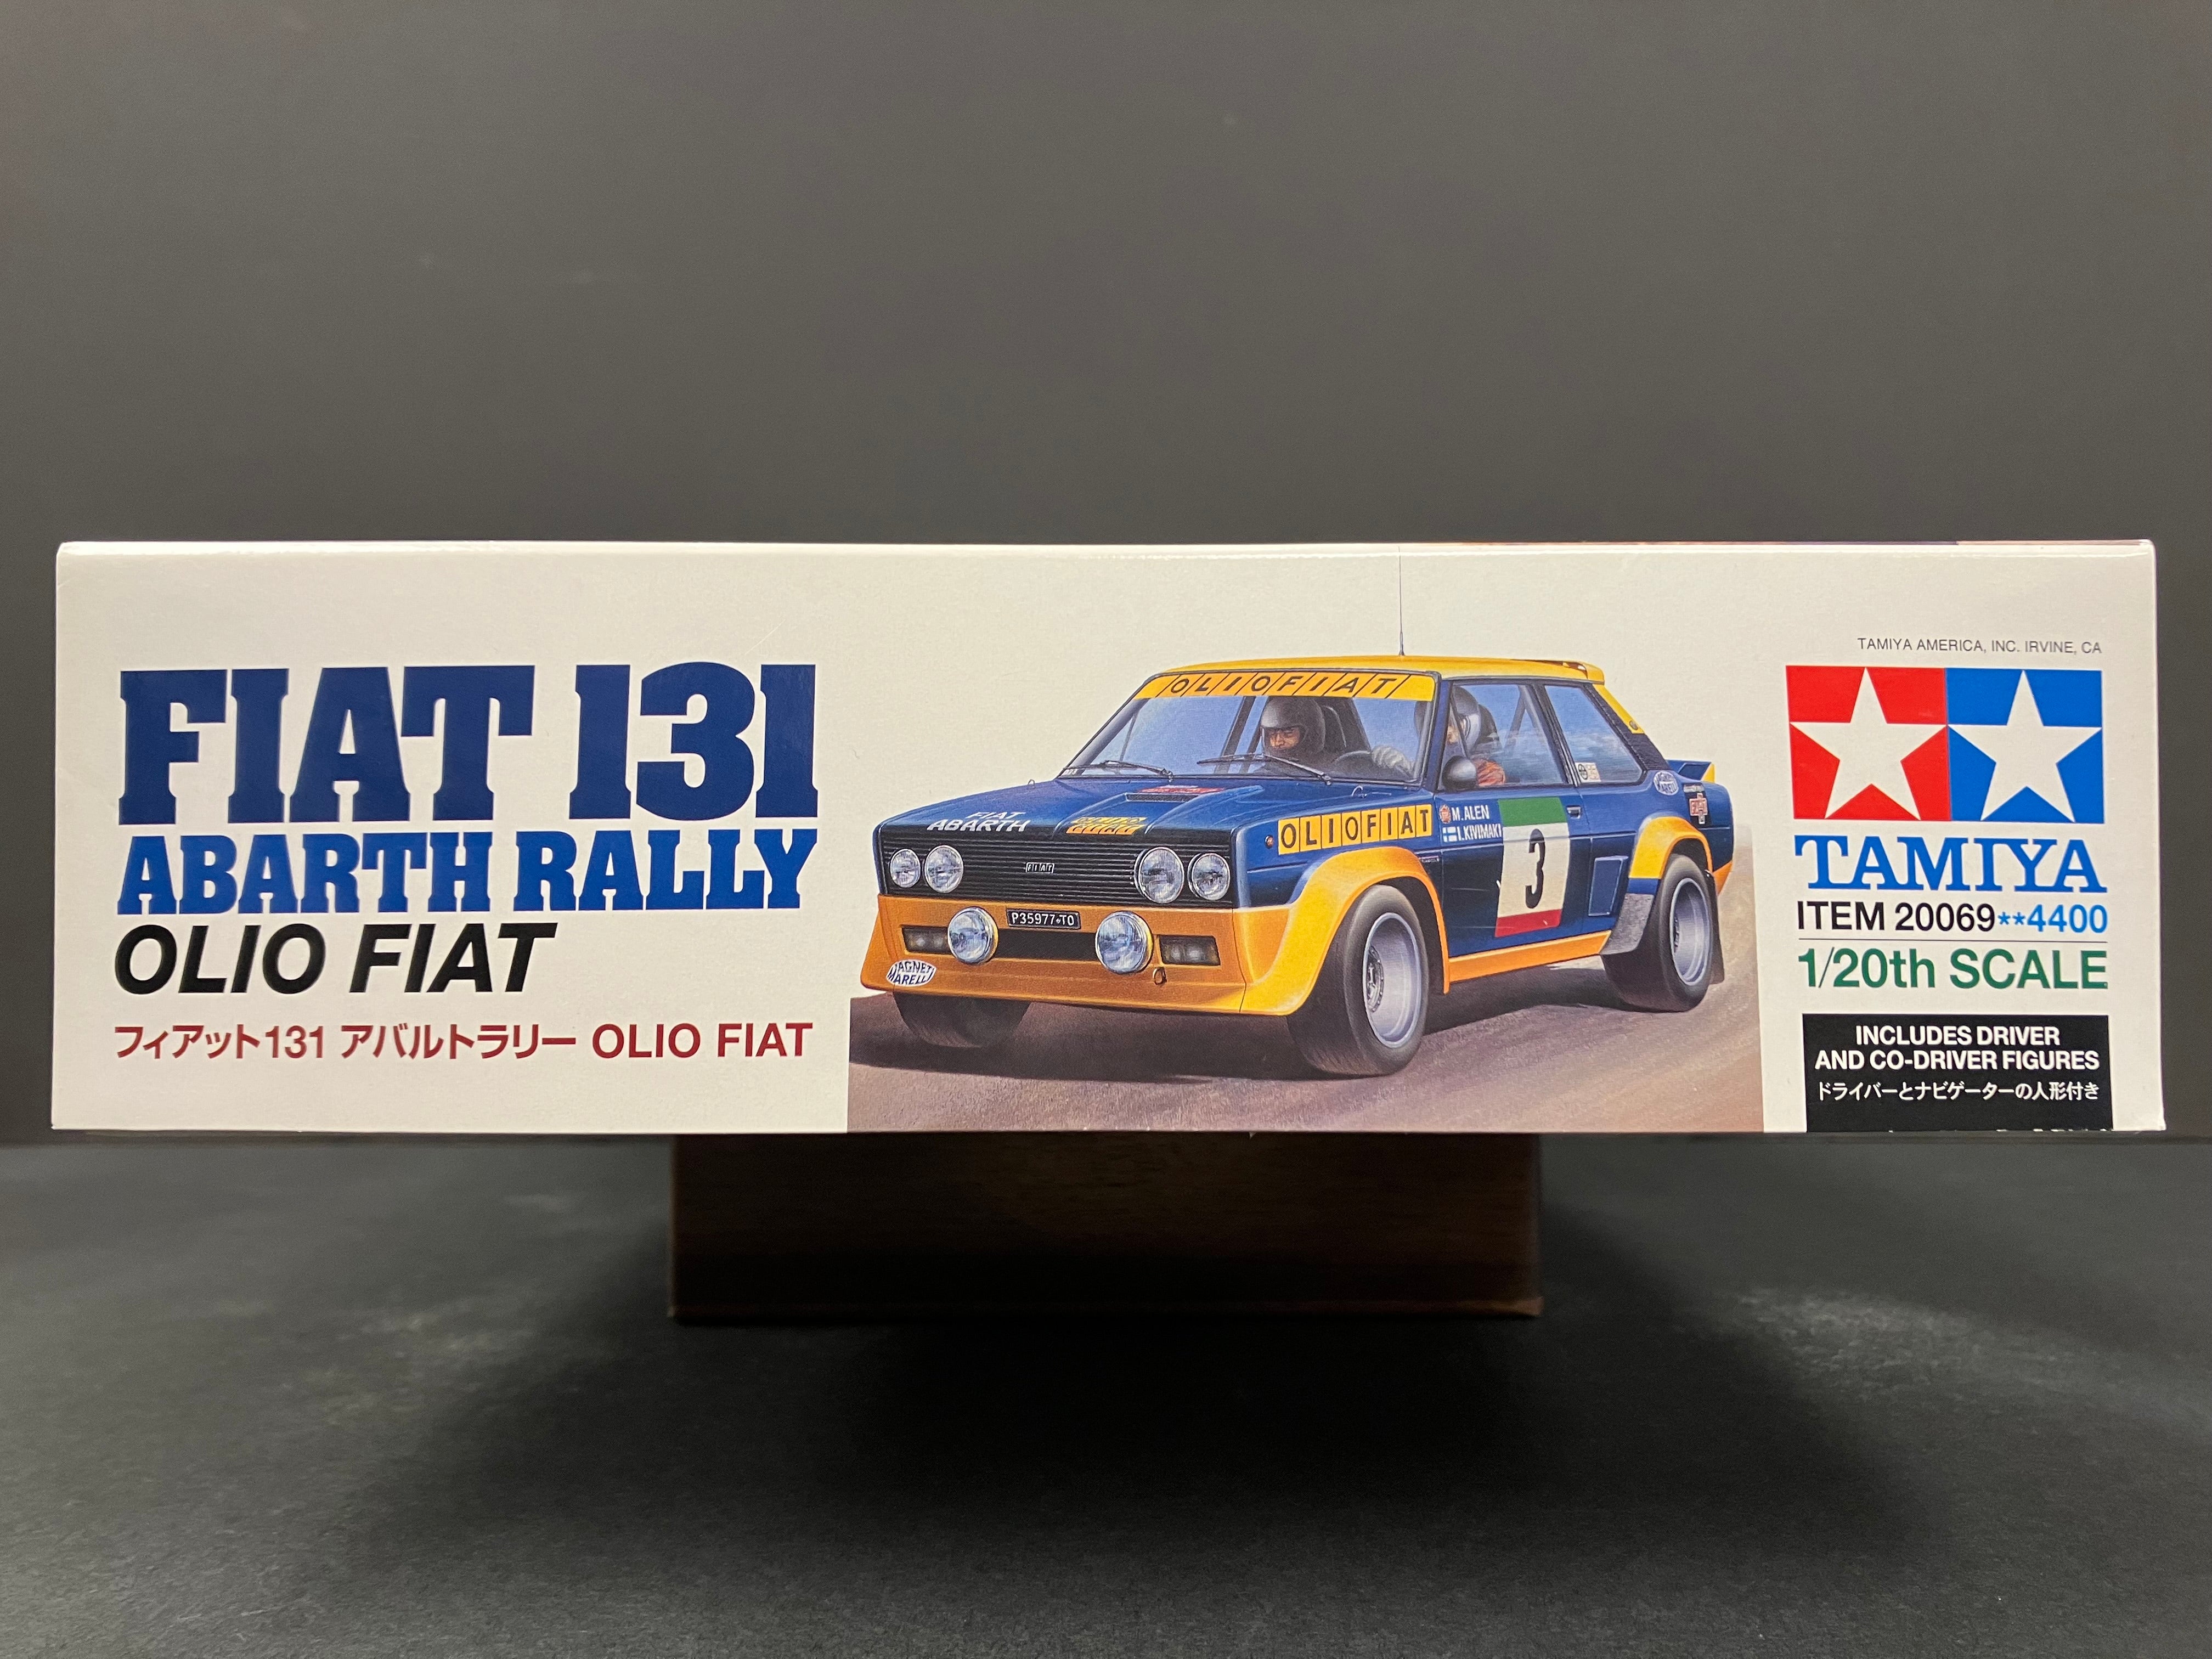 FIAT 131
ABARTH RALLY
OLIO FIAT
フィアット131 アバルトラリー OLIO FIAT
OLIOFIAT
FIAT
ABARTH
OLIOFIAT
M.ALEN
I.KIVIMAKI
3
FIAT
P35977-TO
MAGNETI
MARELLI
TAMIYA AMERICA, INC. IRVINE, CA
TAMIYA
ITEM 20069**4400
1/20th SCALE
INCLUDES DRIVER
AND CO-DRIVER FIGURES
ドライバーとナビゲーターの人形付き